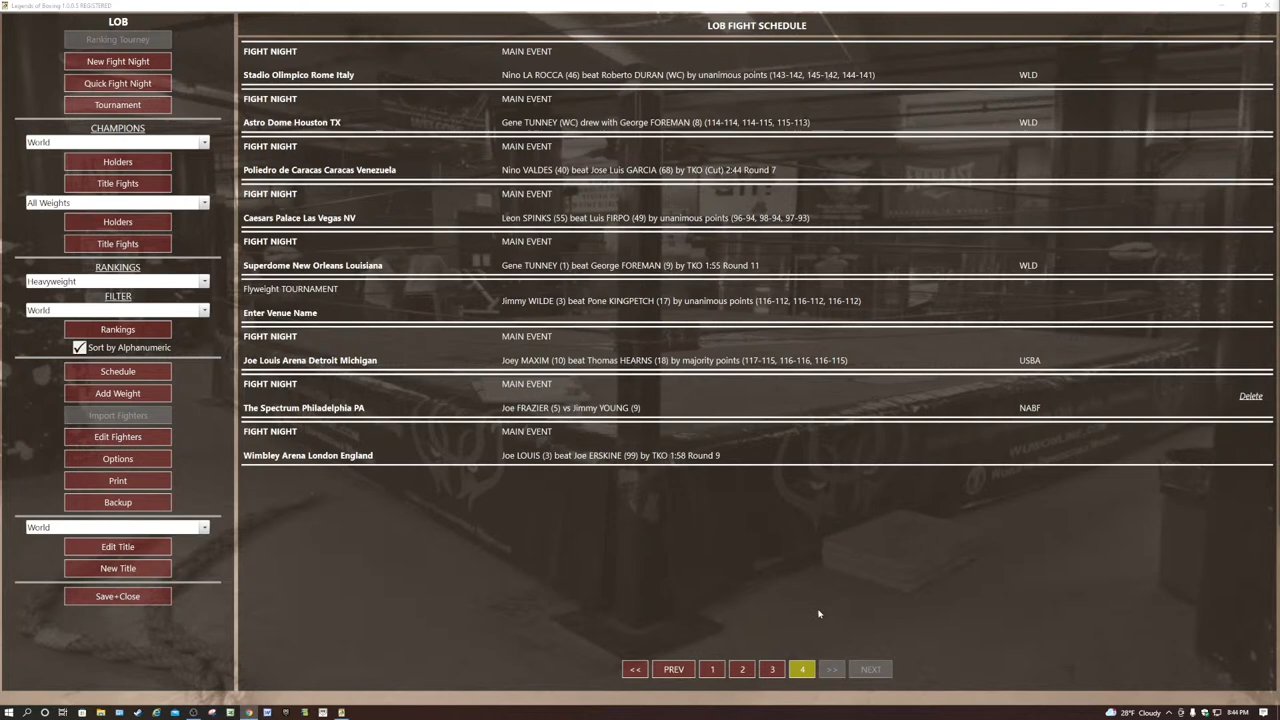 Legends of Boxing 1.0.0.5 REGISTERED
LOB
Ranking Tourney
New Fight Night
Quick Fight Night
Tournament
CHAMPIONS
World
Holders
Title Fights
All Weights
Holders
Title Fights
RANKINGS
Heavyweight
FILTER
World
Rankings
Sort by Alphanumeric
Schedule
Add Weight
Import Fighters
Edit Fighters
Options
Print
Backup
World
Edit Title
New Title
Save+Close
LOB FIGHT SCHEDULE
FIGHT NIGHT MAIN EVENT
Stadio Olimpico Rome Italy Nino LA ROCCA (46) beat Roberto DURAN (WC) by unanimous points (143-142, 145-142, 144-141) WLD
FIGHT NIGHT MAIN EVENT
Astro Dome Houston TX Gene TUNNEY (WC) drew with George FOREMAN (8) (114-114, 114-115, 115-113) WLD
FIGHT NIGHT MAIN EVENT
Poliedro de Caracas Caracas Venezuela Nino VALDES (40) beat Jose Luis GARCIA (68) by TKO (Cut) 2:44 Round 7
FIGHT NIGHT MAIN EVENT
Caesars Palace Las Vegas NV Leon SPINKS (55) beat Luis FIRPO (49) by unanimous points (96-94, 98-94, 97-93)
FIGHT NIGHT MAIN EVENT
Superdome New Orleans Louisiana Gene TUNNEY (1) beat George FOREMAN (9) by TKO 1:55 Round 11 WLD
Flyweight TOURNAMENT
Jimmy WILDE (3) beat Pone KINGPETCH (17) by unanimous points (116-112, 116-112, 116-112)
Enter Venue Name
FIGHT NIGHT MAIN EVENT
Joe Louis Arena Detroit Michigan Joey MAXIM (10) beat Thomas HEARNS (18) by majority points (117-115, 116-116, 116-115) USBA
FIGHT NIGHT MAIN EVENT
Delete
The Spectrum Philadelphia PA Joe FRAZIER (5) vs Jimmy YOUNG (9) NABF
FIGHT NIGHT MAIN EVENT
Wimbley Arena London England Joe LOUIS (3) beat Joe ERSKINE (99) by TKO 1:58 Round 9
<< PREV 1 2 3 4 >> NEXT
28°F Cloudy 8:44 PM